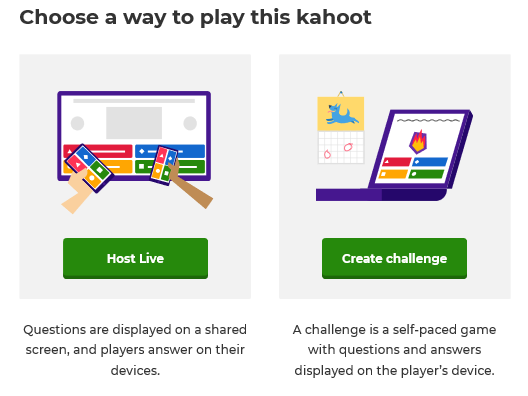 Choose a way to play this kahoot
Host Live
Create challenge
Questions are displayed on a shared
screen, and players answer on their
devices.
A challenge is a self-paced game
with questions and answers
displayed on the player's device.